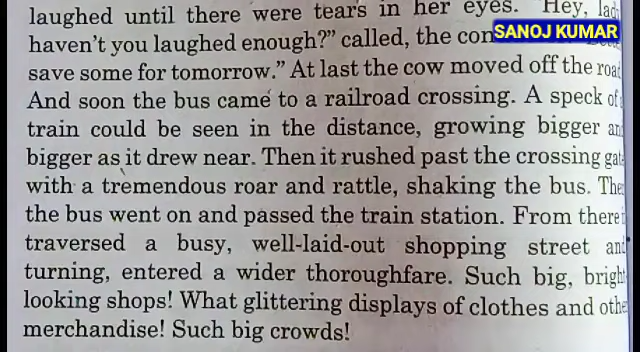 laughed until there were tears in her eyes. "Hey, lad
haven't you laughed enough?" called, the con
SANOJ KUMAR
save some for tomorrow." At last the cow moved off the roa
And soon the bus came to a railroad crossing. A speck of
train could be seen in the distance, growing bigger an
bigger as it drew near. Then it rushed past the crossing gat
with a tremendous roar and rattle, shaking the bus. The
the bus went on and passed the train station. From there
traversed a busy, well-laid-out shopping street and
turning, entered a wider thoroughfare. Such big, bright
looking shops! What glittering displays of clothes and othe
merchandise! Such big crowds!